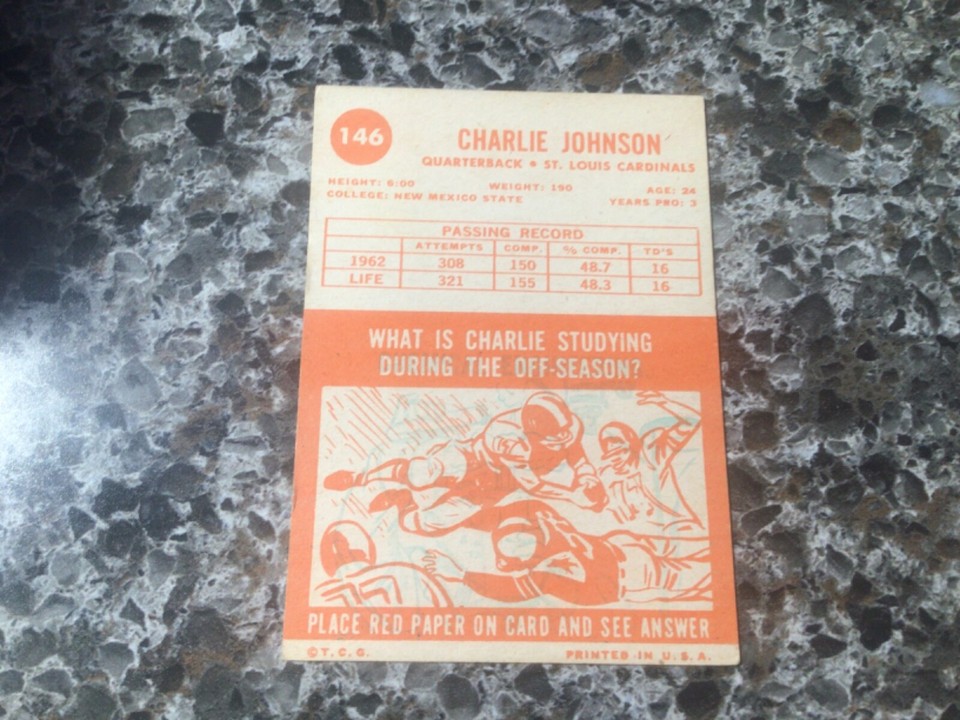 146
CHARLIE JOHNSON
QUARTERBACK • ST. LOUIS CARDINALS
HEIGHT: 6:00 WEIGHT: 190 AGE: 24
COLLEGE: NEW MEXICO STATE YEARS PRO: 3
PASSING RECORD
ATTEMPTS COMP. % COMP. TD'S
1962 308 150 48.7 16
LIFE 321 155 48.3 16
WHAT IS CHARLIE STUDYING
DURING THE OFF-SEASON?
PLACE RED PAPER ON CARD AND SEE ANSWER
©T.C.G. PRINTED IN U.S.A.